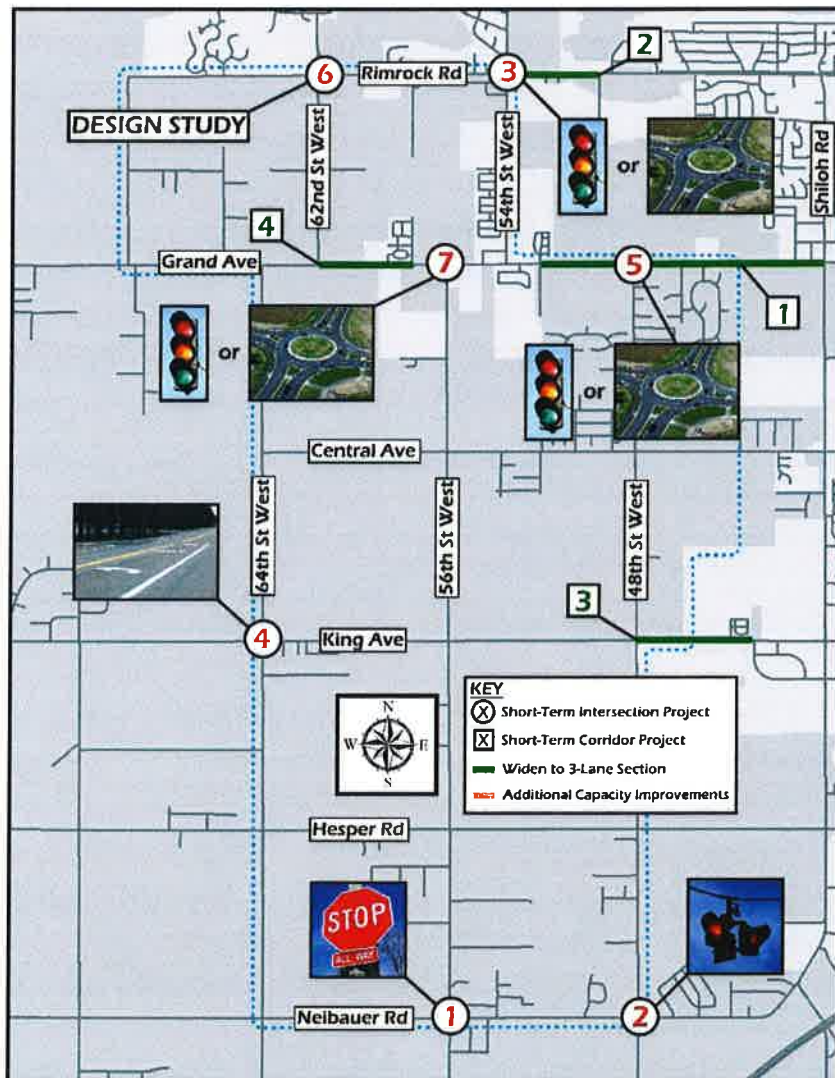 2
6
Rimrock Rd
3
DESIGN STUDY
62nd St West
54th St West
Shiloh Rd
or
4
Grand Ave
7
5
1
or
or
Central Ave
64th St West
56th St West
48th St West
3
4
King Ave
KEY
X Short-Term Intersection Project
X Short-Term Corridor Project
Widen to 3-Lane Section
Additional Capacity Improvements
N
W E
S
Hesper Rd
STOP
ALL WAY
Neibauer Rd
1
2